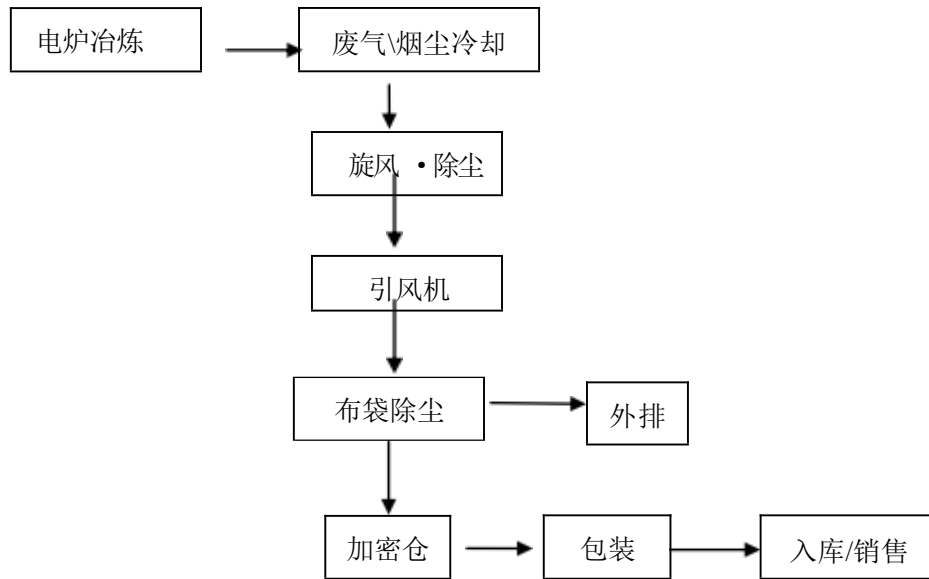 电炉冶炼
废气\烟尘冷却
旋风·除尘
引风机
布袋除尘
外排
加密仓
包装
入库/销售